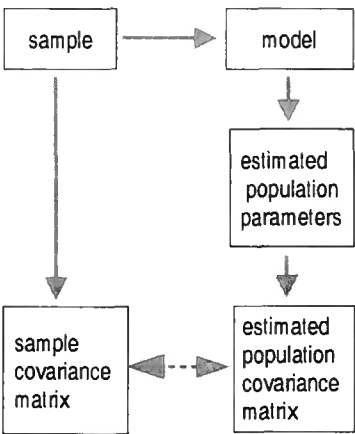 sample
model
estimated
population
parameters
sample
covariance
matrix
estimated
population
covariance
matrix